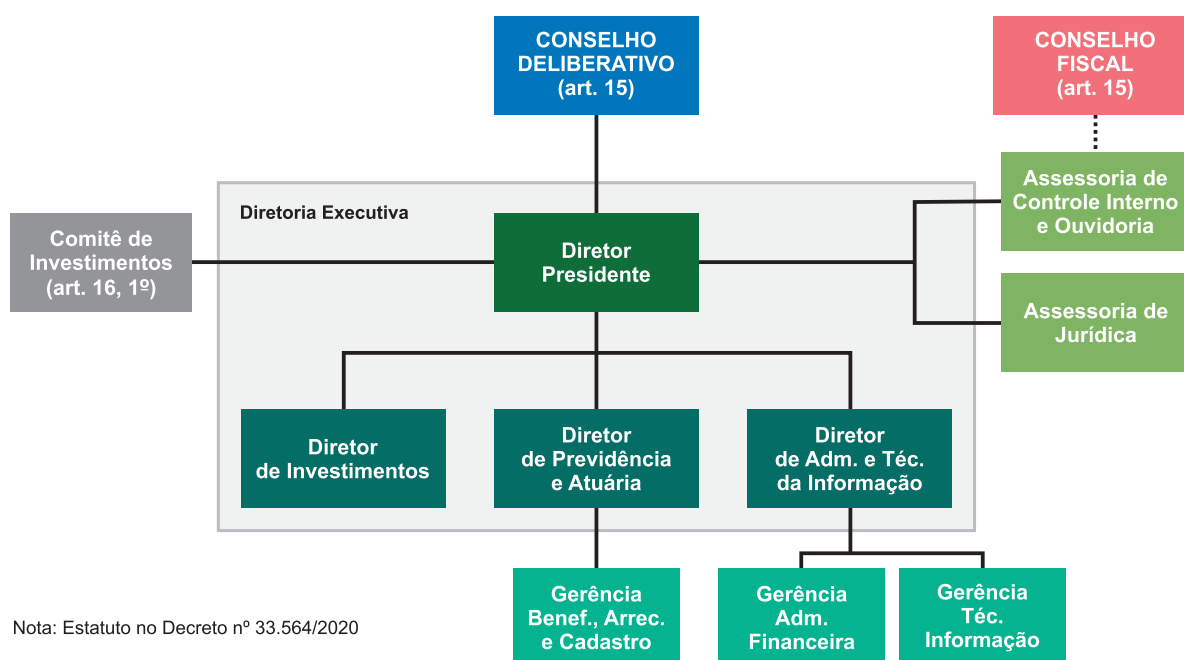 CONSELHO
DELIBERATIVO
(art. 15)
CONSELHO
FISCAL
(art. 15)
Assessoria de
Controle Interno
e Ouvidoria
Diretoria Executiva
Comitê de
Investimentos
(art. 16, 1º)
Diretor
Presidente
Assessoria de
Jurídica
Diretor
de Investimentos
Diretor
de Previdência
e Atuária
Diretor
de Adm. e Téc.
da Informação
Gerência
Benef., Arrec.
e Cadastro
Gerência
Adm.
Financeira
Gerência
Téc.
Informação
Nota: Estatuto no Decreto nº 33.564/2020